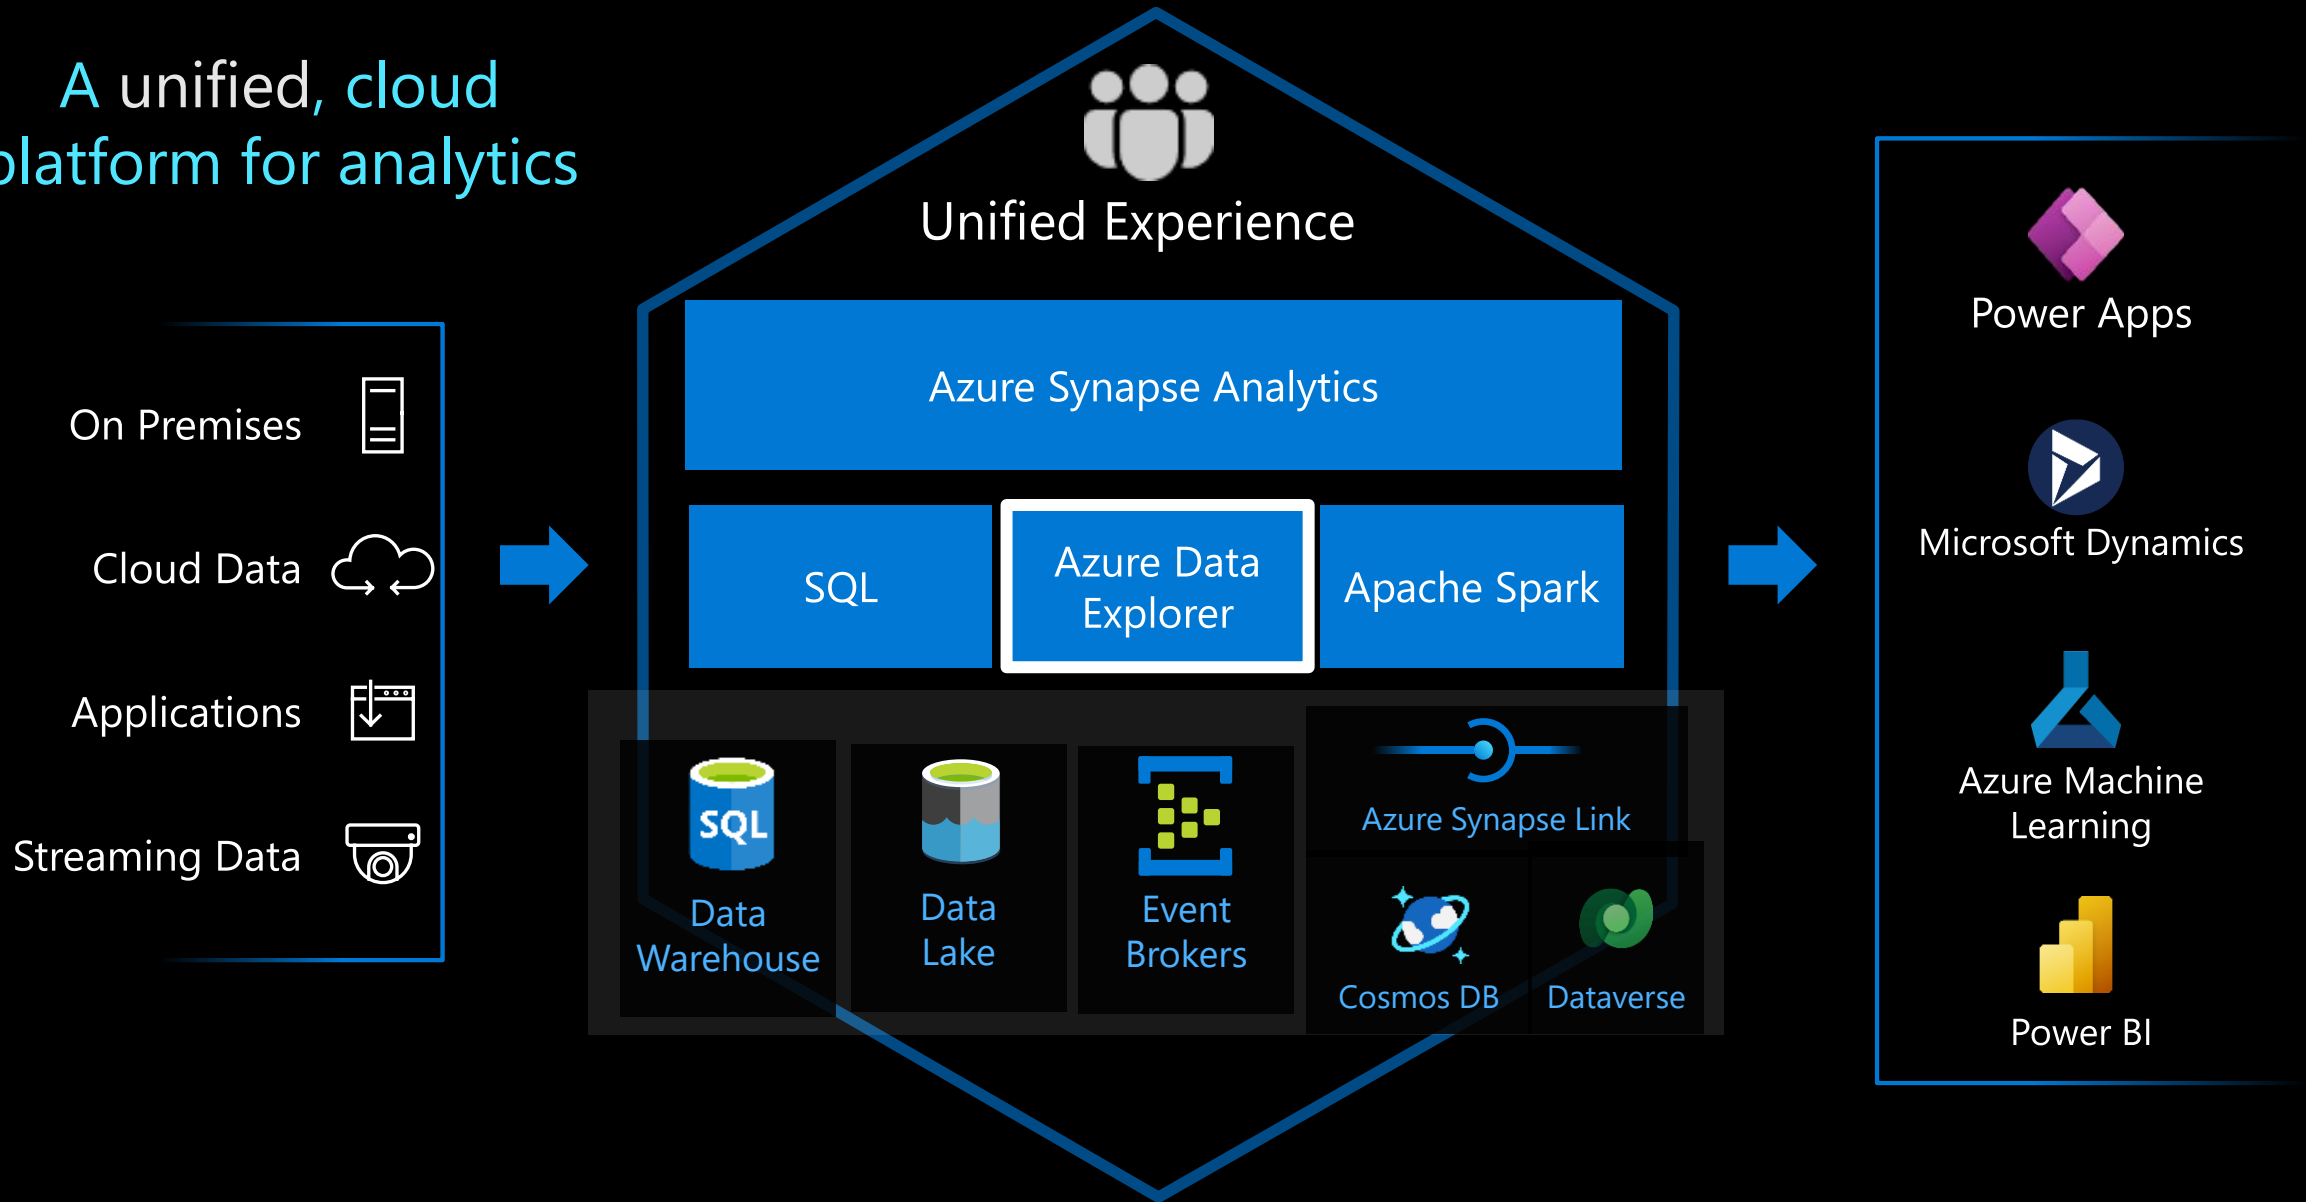 A unified, cloud
platform for analytics
Unified Experience
On Premises
Cloud Data
Applications
Streaming Data
Azure Synapse Analytics
SQL
Azure Data
Explorer
Apache Spark
SQL
Data
Warehouse
Data
Lake
Event
Brokers
Azure Synapse Link
Cosmos DB
Dataverse
Power Apps
Microsoft Dynamics
Azure Machine
Learning
Power BI